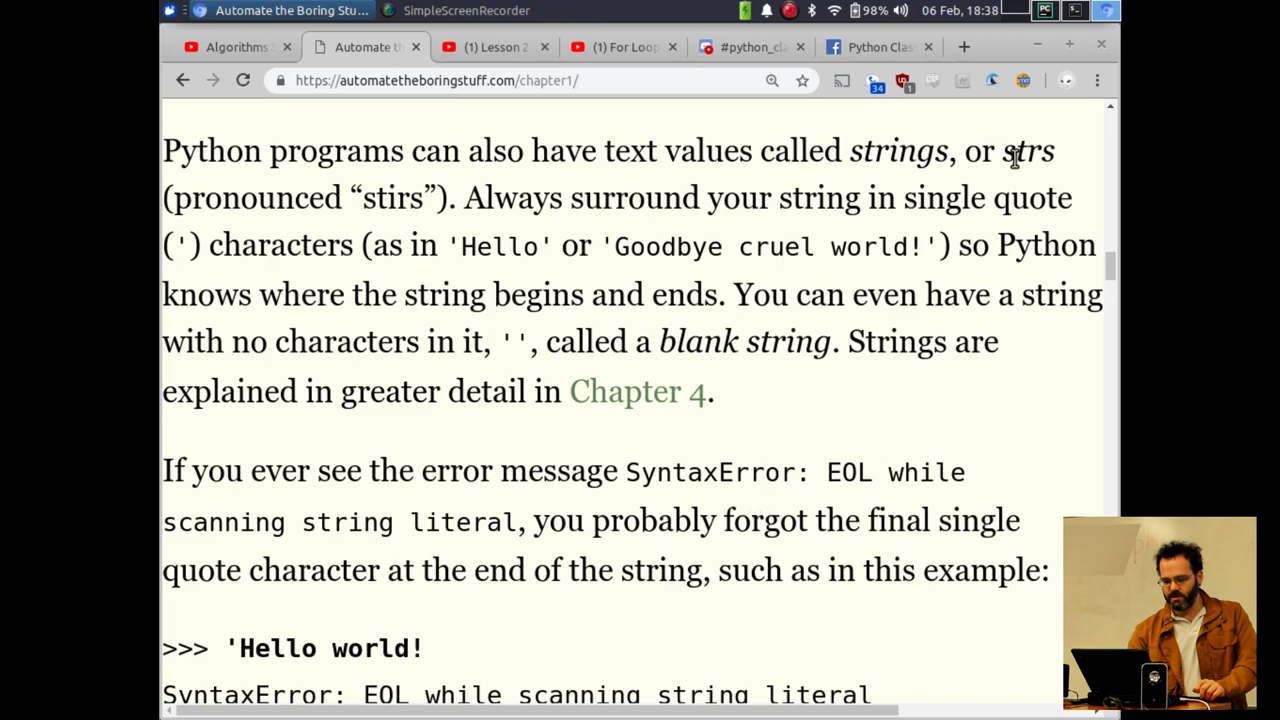 Automate the Boring Stu...
SimpleScreenRecorder
98%
06 Feb, 18:38
Algorithms
Automate the
(1) Lesson 2
(1) For Loop
#python_cla
Python Clas
https://automatetheboringstuff.com/chapter1/
34
1
Python programs can also have text values called strings, or strs
(pronounced “stirs”). Always surround your string in single quote
(') characters (as in 'Hello' or 'Goodbye cruel world!') so Python
knows where the string begins and ends. You can even have a string
with no characters in it, '', called a blank string. Strings are
explained in greater detail in Chapter 4.
If you ever see the error message SyntaxError: EOL while
scanning string literal, you probably forgot the final single
quote character at the end of the string, such as in this example:
>>> 'Hello world!
SyntaxError: EOL while scanning string literal